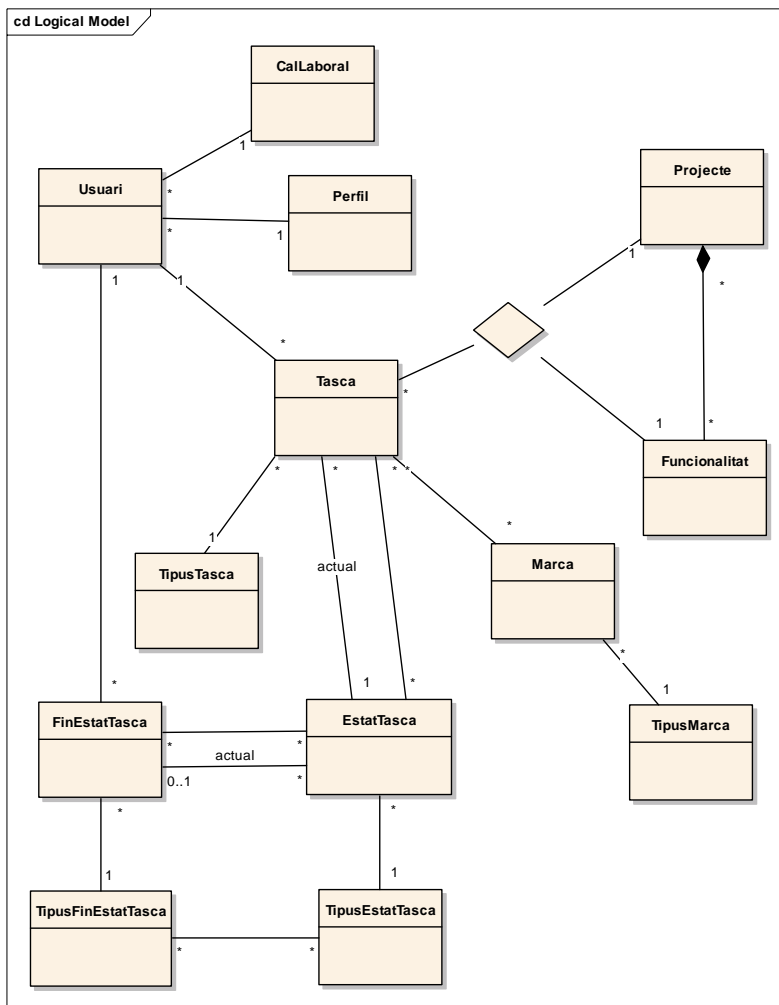 cd Logical Model
CalLaboral
1
Projecte
Usuari
*
Perfil
*
1
1
*
1
1
*
Tasca
*
1
*
Funcionalitat
*
*
*
*
*
1
actual
TipusTasca
Marca
*
*
1
*
1
FinEstatTasca
EstatTasca
TipusMarca
*
*
actual
0..1
*
*
*
1
1
TipusFinEstatTasca
TipusEstatTasca
*
*